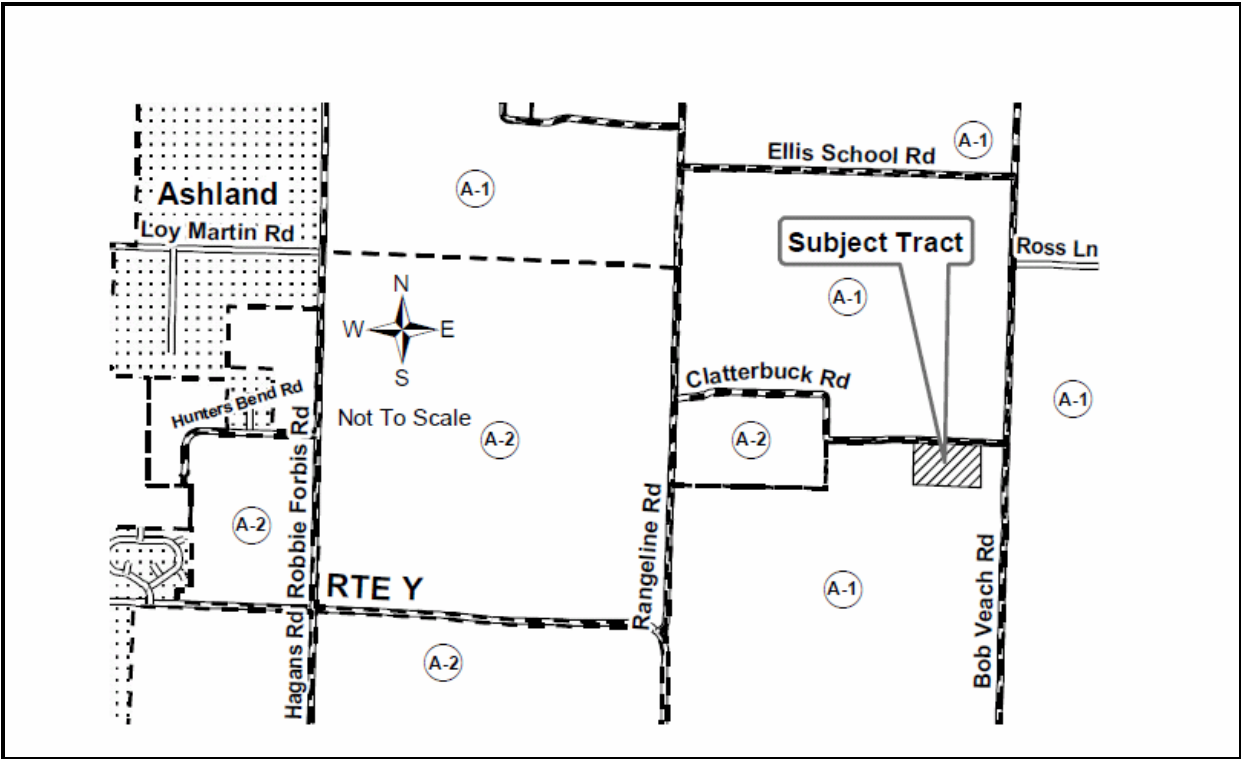 A-1
Ellis School Rd
A-1
Ashland
Loy Martin Rd
Subject Tract
Ross Ln
A-1
N
W
E
S
Not To Scale
Clatterbuck Rd
Hunters Bend Rd
A-1
A-2
A-2
A-2
Robbie Forbis Rd
Rangeline Rd
Bob Veach Rd
RTE Y
A-1
Hagans Rd
A-2